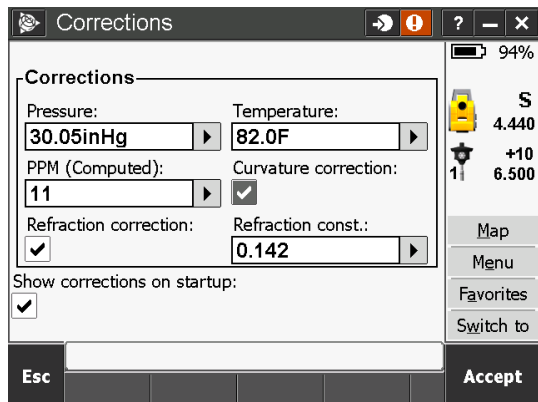 Corrections
? – ×
94%
Corrections
Pressure:
Temperature:
30.05inHg
82.0F
S
4.440
PPM (Computed):
Curvature correction:
+10
1 6.500
11
Refraction correction:
Refraction const.:
0.142
Map
Menu
Show corrections on startup:
Favorites
Switch to
Esc
Accept